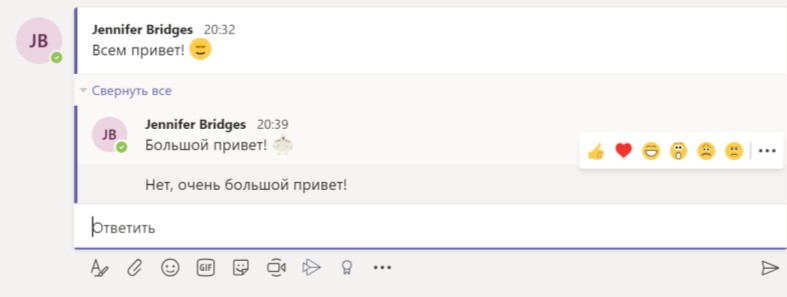 JB
Jennifer Bridges 20:32
Всем привет!
Свернуть все
JB
Jennifer Bridges 20:39
Большой привет!
Нет, очень большой привет!
Ответить
GIF